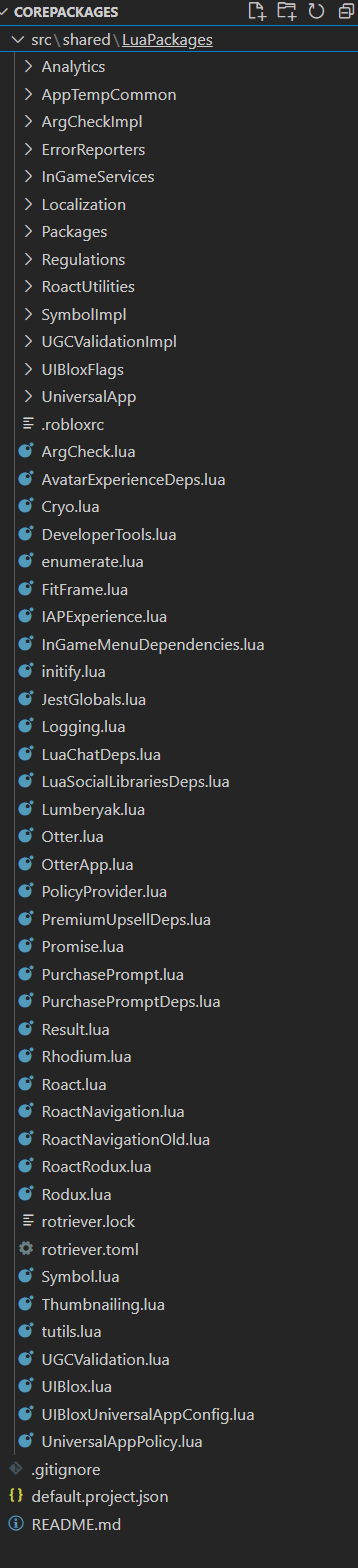 COREPACKAGES
src\shared\LuaPackages
Analytics
AppTempCommon
ArgCheckImpl
ErrorReporters
InGameServices
Localization
Packages
Regulations
RoactUtilities
SymbolImpl
UGCValidationImpl
UIBloxFlags
UniversalApp
.robloxrc
ArgCheck.lua
AvatarExperienceDeps.lua
Cryo.lua
DeveloperTools.lua
enumerate.lua
FitFrame.lua
IAPExperience.lua
InGameMenuDependencies.lua
initify.lua
JestGlobals.lua
Logging.lua
LuaChatDeps.lua
LuaSocialLibrariesDeps.lua
Lumberyak.lua
Otter.lua
OtterApp.lua
PolicyProvider.lua
PremiumUpsellDeps.lua
Promise.lua
PurchasePrompt.lua
PurchasePromptDeps.lua
Result.lua
Rhodium.lua
Roact.lua
RoactNavigation.lua
RoactNavigationOld.lua
RoactRodux.lua
Rodux.lua
rotriever.lock
rotriever.toml
Symbol.lua
Thumbnailing.lua
tutils.lua
UGCValidation.lua
UIBlox.lua
UIBloxUniversalAppConfig.lua
UniversalAppPolicy.lua
.gitignore
default.project.json
README.md